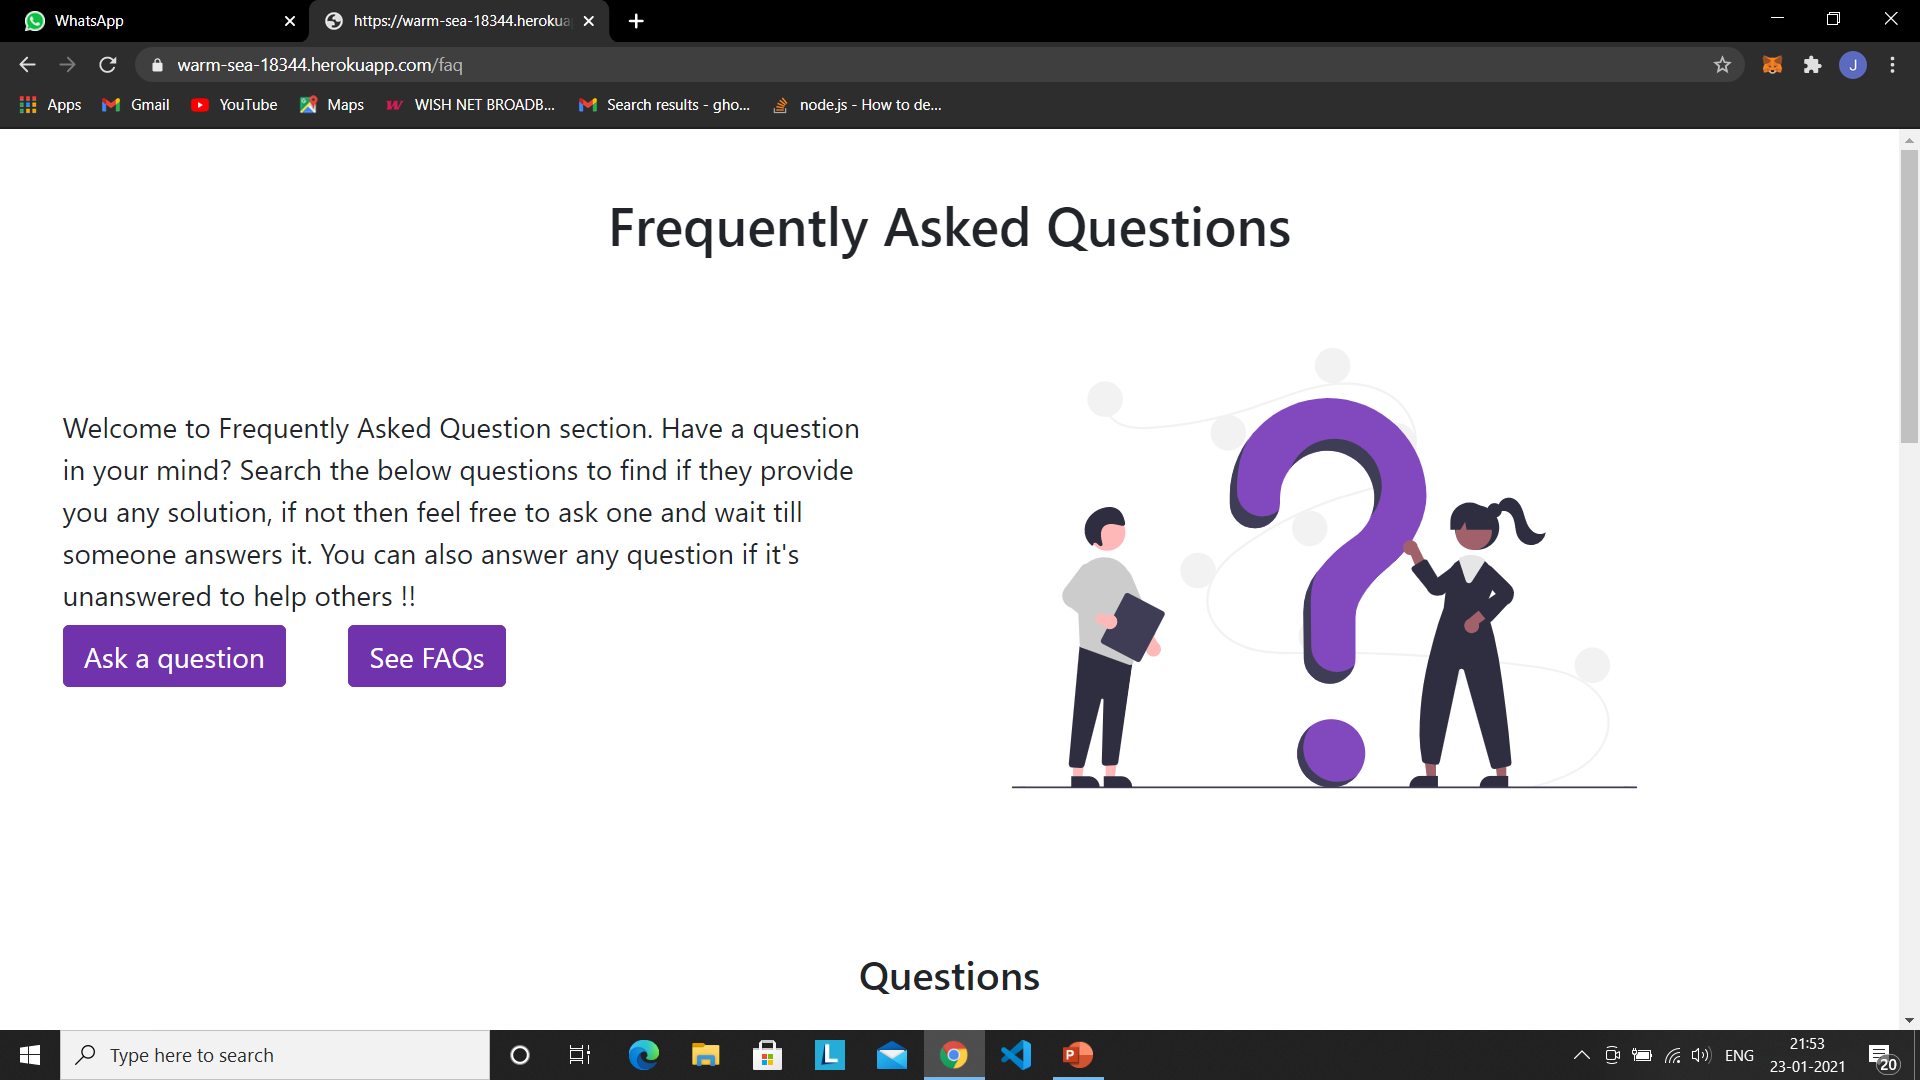 WhatsApp
https://warm-sea-18344.herokua
warm-sea-18344.herokuapp.com/faq
J
Apps
Gmail
YouTube
Maps
WISH NET BROADB...
Search results - gho...
node.js - How to de...
Frequently Asked Questions
Welcome to Frequently Asked Question section. Have a question
in your mind? Search the below questions to find if they provide
you any solution, if not then feel free to ask one and wait till
someone answers it. You can also answer any question if it's
unanswered to help others !!
Ask a question
See FAQs
Questions
Type here to search
L
P
ENG
21:53
23-01-2021
20